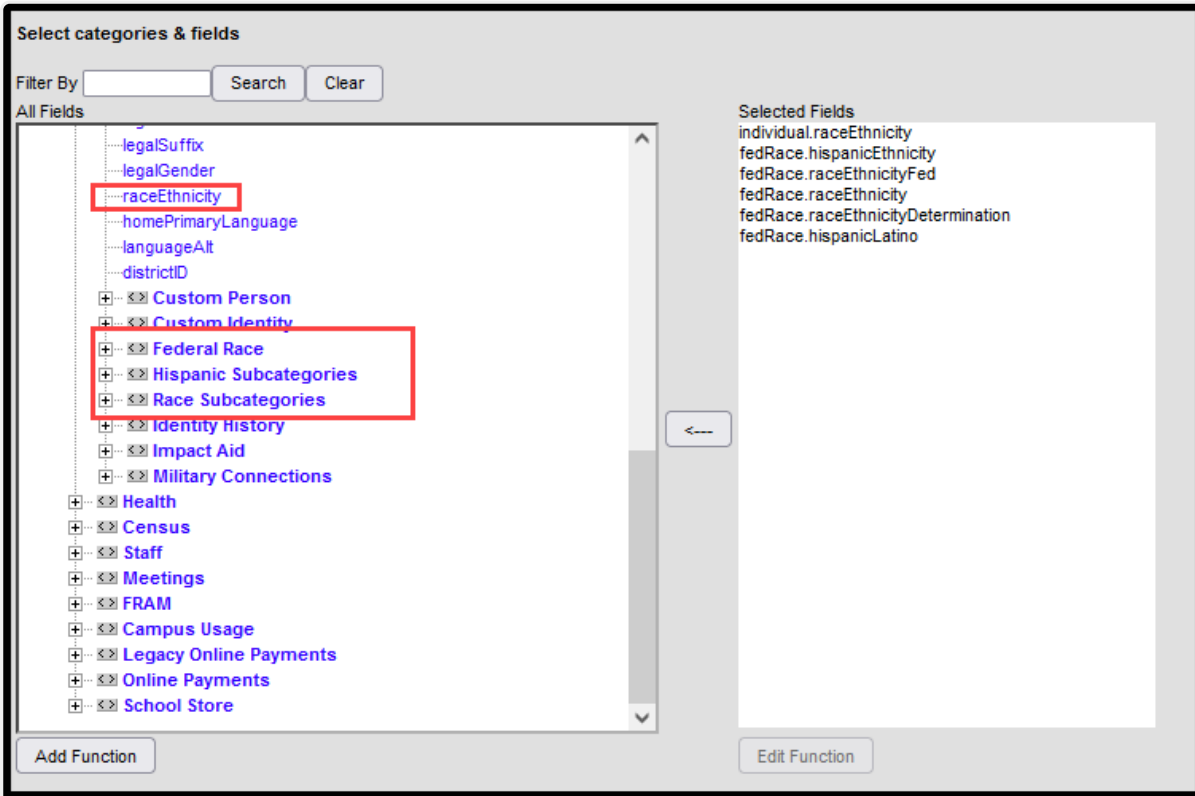 Select categories & fields
Filter By Search Clear
All Fields
legalSuffix
legalGender
raceEthnicity
homePrimaryLanguage
languageAlt
districtID
Custom Person
Custom Identity
Federal Race
Hispanic Subcategories
Race Subcategories
Identity History
Impact Aid
Military Connections
Health
Census
Staff
Meetings
FRAM
Campus Usage
Legacy Online Payments
Online Payments
School Store
Add Function
<---
Selected Fields
individual.raceEthnicity
fedRace.hispanicEthnicity
fedRace.raceEthnicityFed
fedRace.raceEthnicity
fedRace.raceEthnicityDetermination
fedRace.hispanicLatino
Edit Function